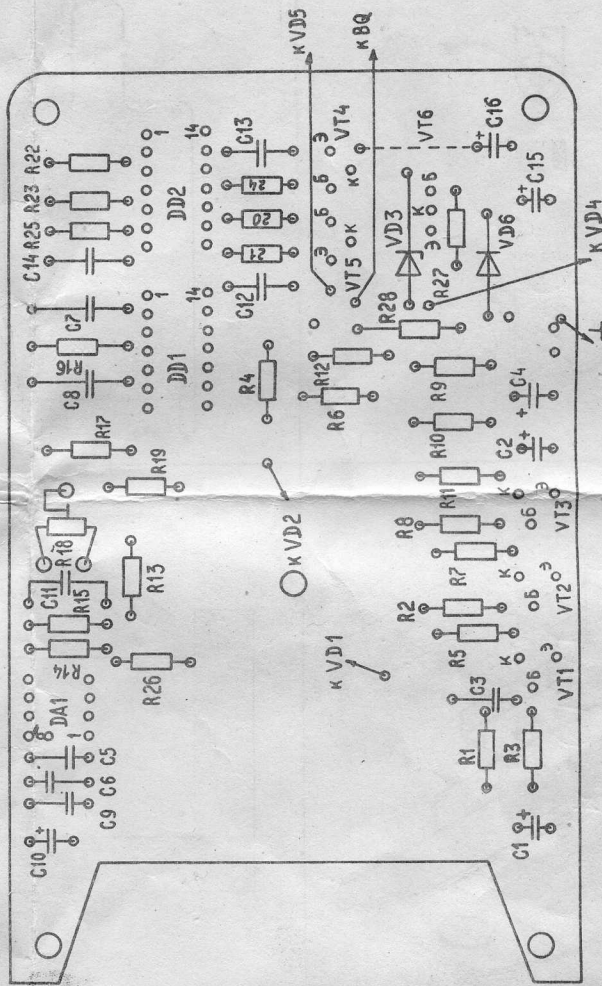 к VD5
к BQ
R22
R23
R25
C14
1
DD2
14
C13
24
20
21
C12
Э
VT4
к
Б
Б
Э
к
VT5
VT6
C16
+
C15
+
VD3
Э
К
Б
R27
VD6
к VD4
R28
C7
R16
C8
1
DD1
14
R4
R12
R6
R9
R10
C4
+
C2
+
⊥
R17
R19
R18
C11
R15
R14
R13
R26
к VD2
к VD1
R11
R8
R7
R2
R5
К
Б
Э
VT3
К
Б
Э
VT2
К
Б
Э
VT1
DA1
8
1
C5
C6
C9
C10
+
C3
R1
R3
C1
+